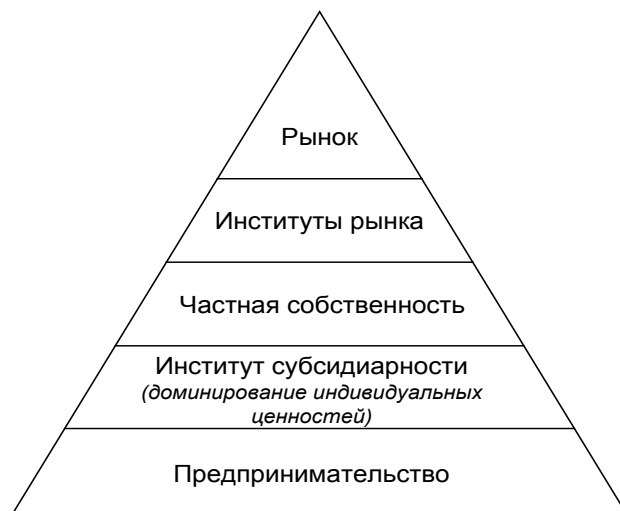 Рынок
Институты рынка
Частная собственность
Институт субсидиарности
(доминирование индивидуальных
ценностей)
Предпринимательство